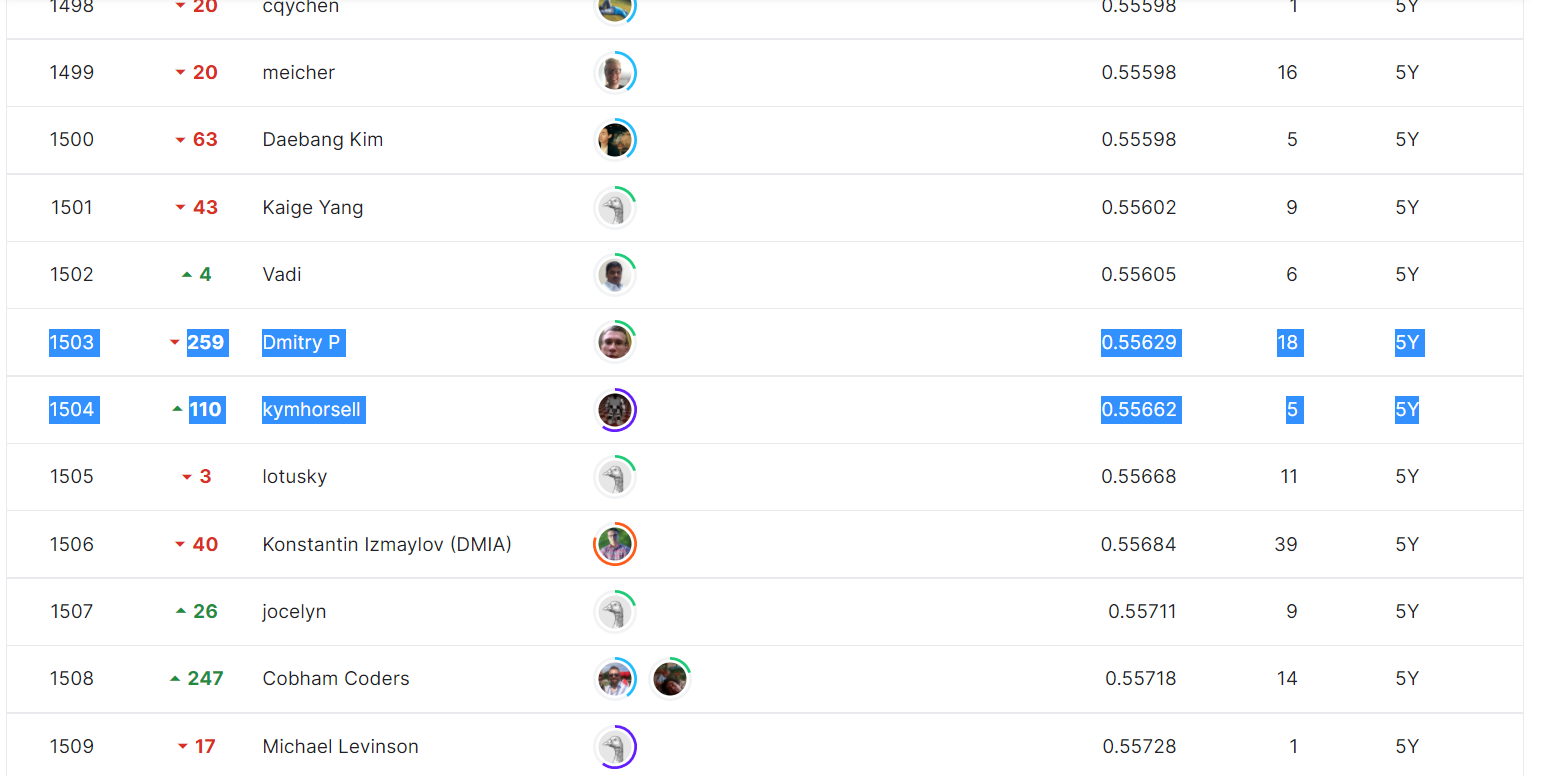 1498 20 cqychen 0.55598 1 5Y
1499 20 meicher 0.55598 16 5Y
1500 63 Daebang Kim 0.55598 5 5Y
1501 43 Kaige Yang 0.55602 9 5Y
1502 4 Vadi 0.55605 6 5Y
1503 259 Dmitry P 0.55629 18 5Y
1504 110 kymhorsell 0.55662 5 5Y
1505 3 lotusky 0.55668 11 5Y
1506 40 Konstantin Izmaylov (DMIA) 0.55684 39 5Y
1507 26 jocelyn 0.55711 9 5Y
1508 247 Cobham Coders 0.55718 14 5Y
1509 17 Michael Levinson 0.55728 1 5Y